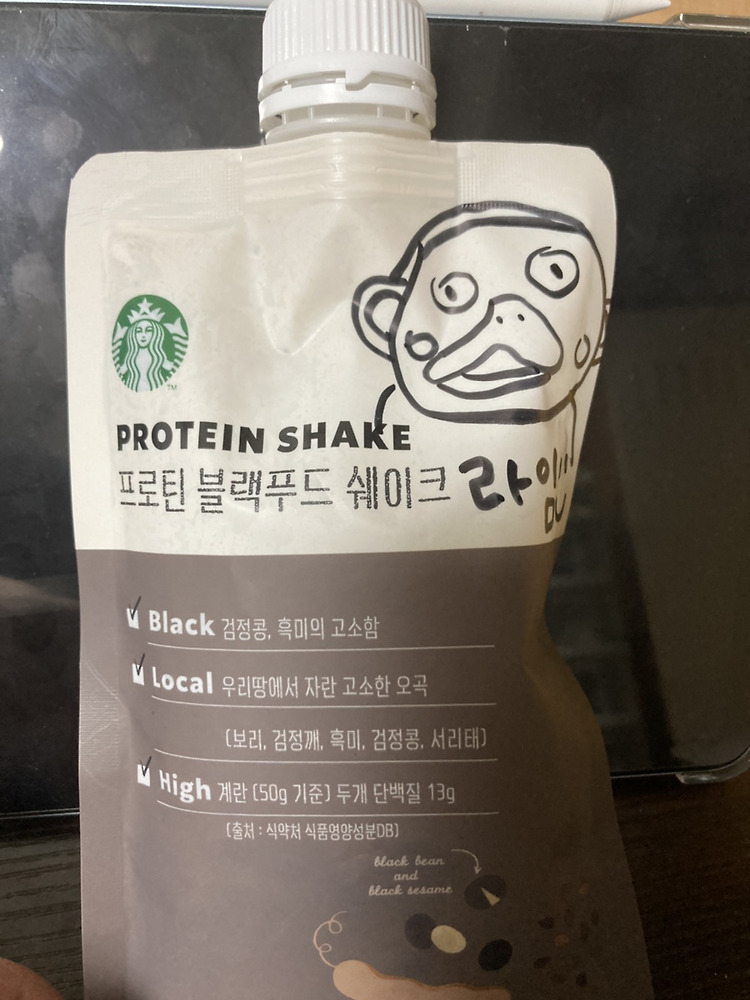 TM
PROTEIN SHAKE
프로틴 블랙푸드 쉐이크
Black 검정콩, 흑미의 고소함
Local 우리땅에서 자란 고소한 오곡
(보리, 검정깨, 흑미, 검정콩, 서리태)
High 계란 (50g 기준) 두개 단백질 13g
(출처 : 식약처 식품영양성분DB)
black bean
and
black sesame